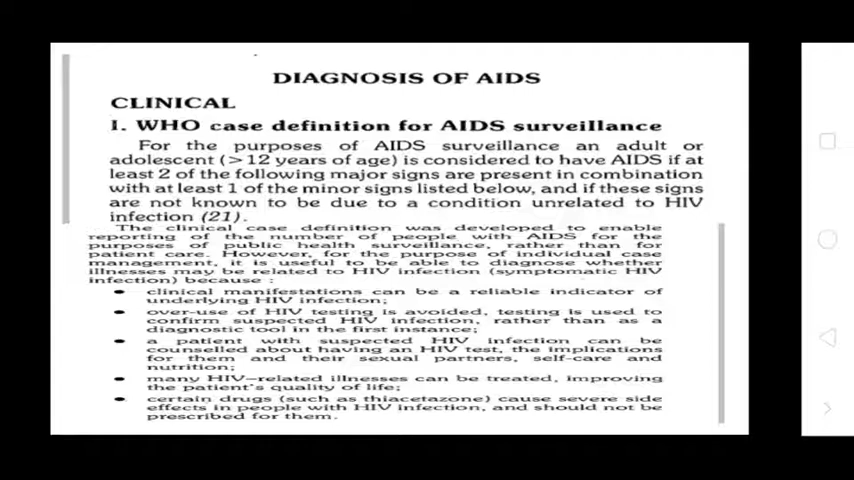 DIAGNOSIS OF AIDS
CLINICAL
I. WHO case definition for AIDS surveillance
For the purposes of AIDS surveillance an adult or
adolescent (>12 years of age) is considered to have AIDS if at
least 2 of the following major signs are present in combination
with at least 1 of the minor signs listed below, and if these signs
are not known to be due to a condition unrelated to HIV
infection (21).
The clinical case definition was developed to enable
reporting of the number of people with AIDS for the
purposes of public health surveillance, rather than for
patient care. However, for the purpose of individual case
management, it is useful to be able to diagnose whether
illnesses may be related to HIV infection (symptomatic HIV
infection) because :
• clinical manifestations can be a reliable indicator of
underlying HIV infection;
• over-use of HIV testing is avoided, testing is used to
confirm suspected HIV infection, rather than as a
diagnostic tool in the first instance;
• a patient with suspected HIV infection can be
counselled about having an HIV test, the implications
for them and their sexual partners, self-care and
nutrition;
• many HIV-related illnesses can be treated, improving
the patient's quality of life;
• certain drugs (such as thiacetazone) cause severe side
effects in people with HIV infection, and should not be
prescribed for them.